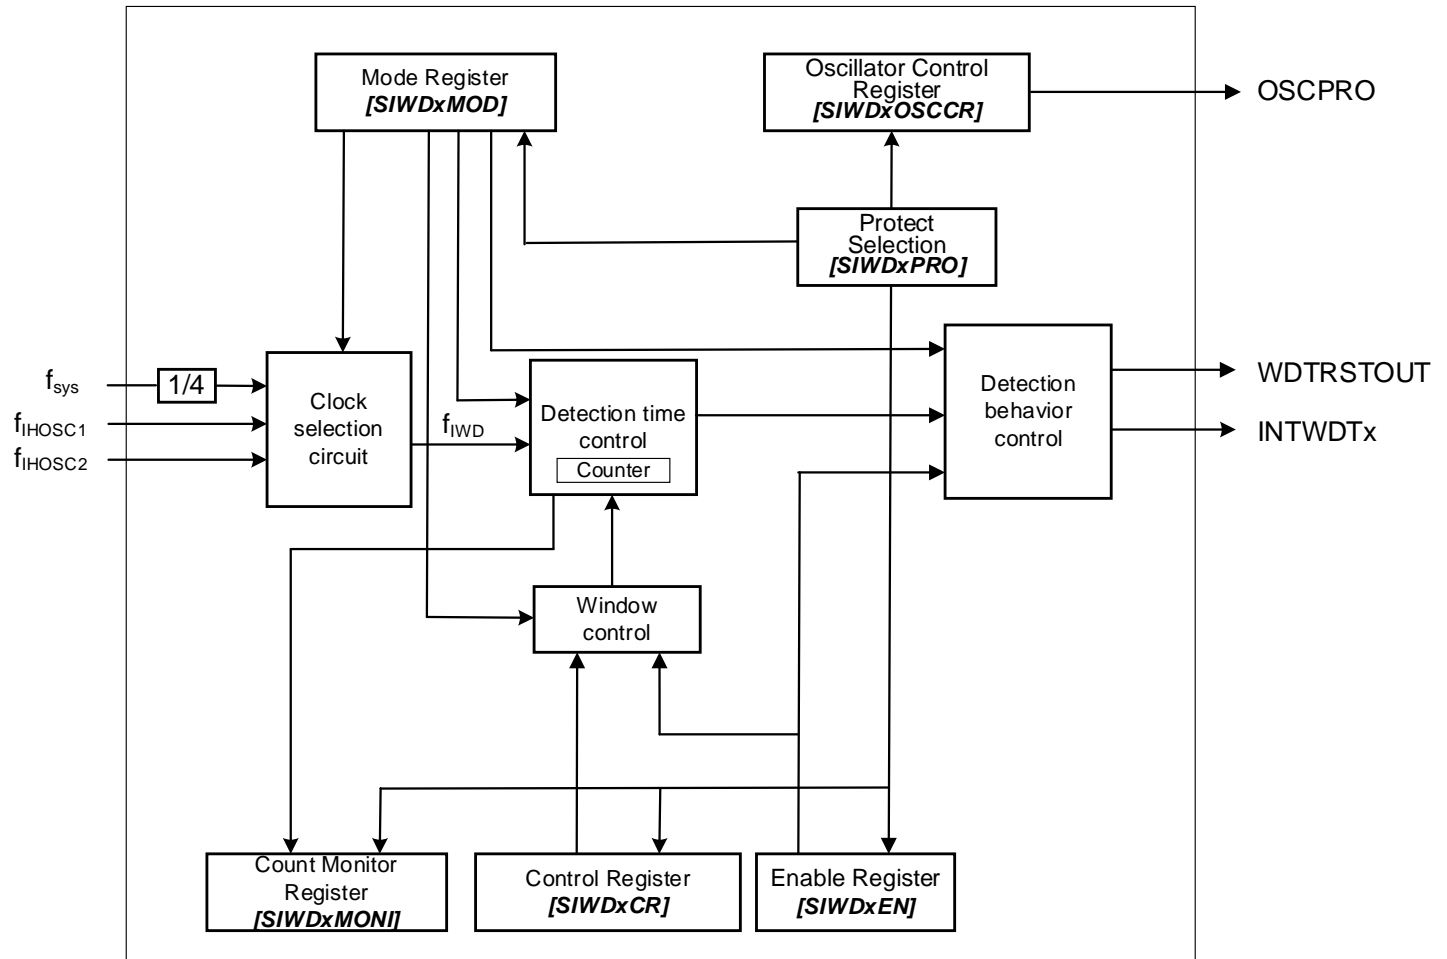 Mode Register
[SIWDxMOD]
Oscillator Control
Register
[SIWDxOSCCR]
OSCPRO
Protect
Selection
[SIWDxPRO]
fsys
1/4
fIHOSC1
fIHOSC2
Clock
selection
circuit
fIWD
Detection time
control
Counter
Detection
behavior
control
WDTRSTOUT
INTWDTx
Window
control
Count Monitor
Register
[SIWDxMONI]
Control Register
[SIWDxCR]
Enable Register
[SIWDxEN]